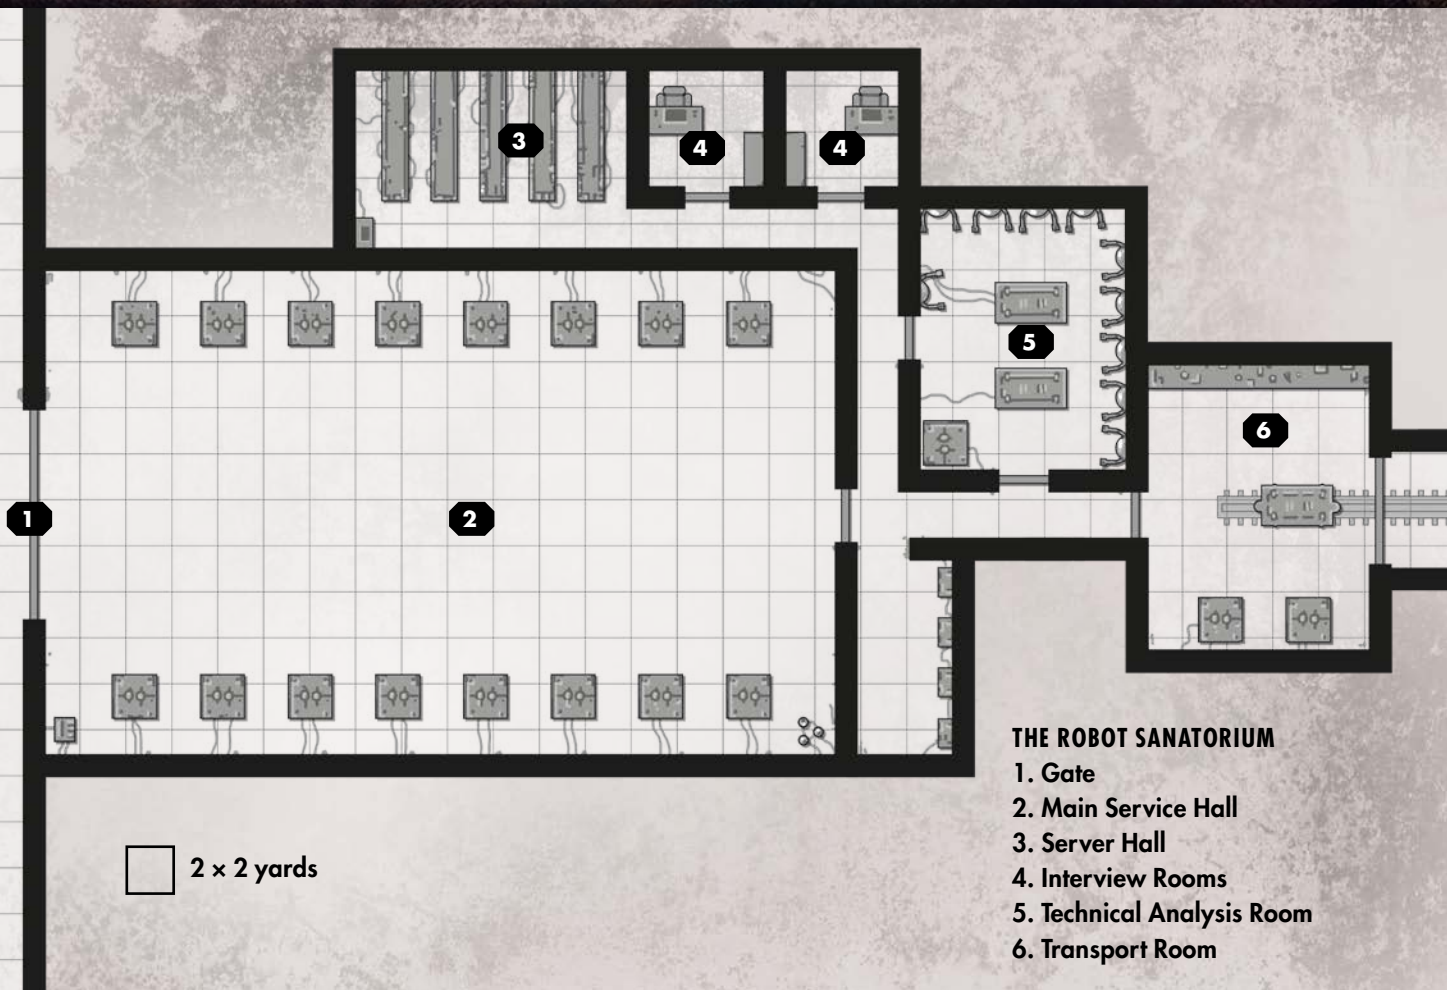 3
4
4
5
6
1
2
THE ROBOT SANATORIUM
1. Gate
2. Main Service Hall
3. Server Hall
4. Interview Rooms
5. Technical Analysis Room
6. Transport Room
2 × 2 yards